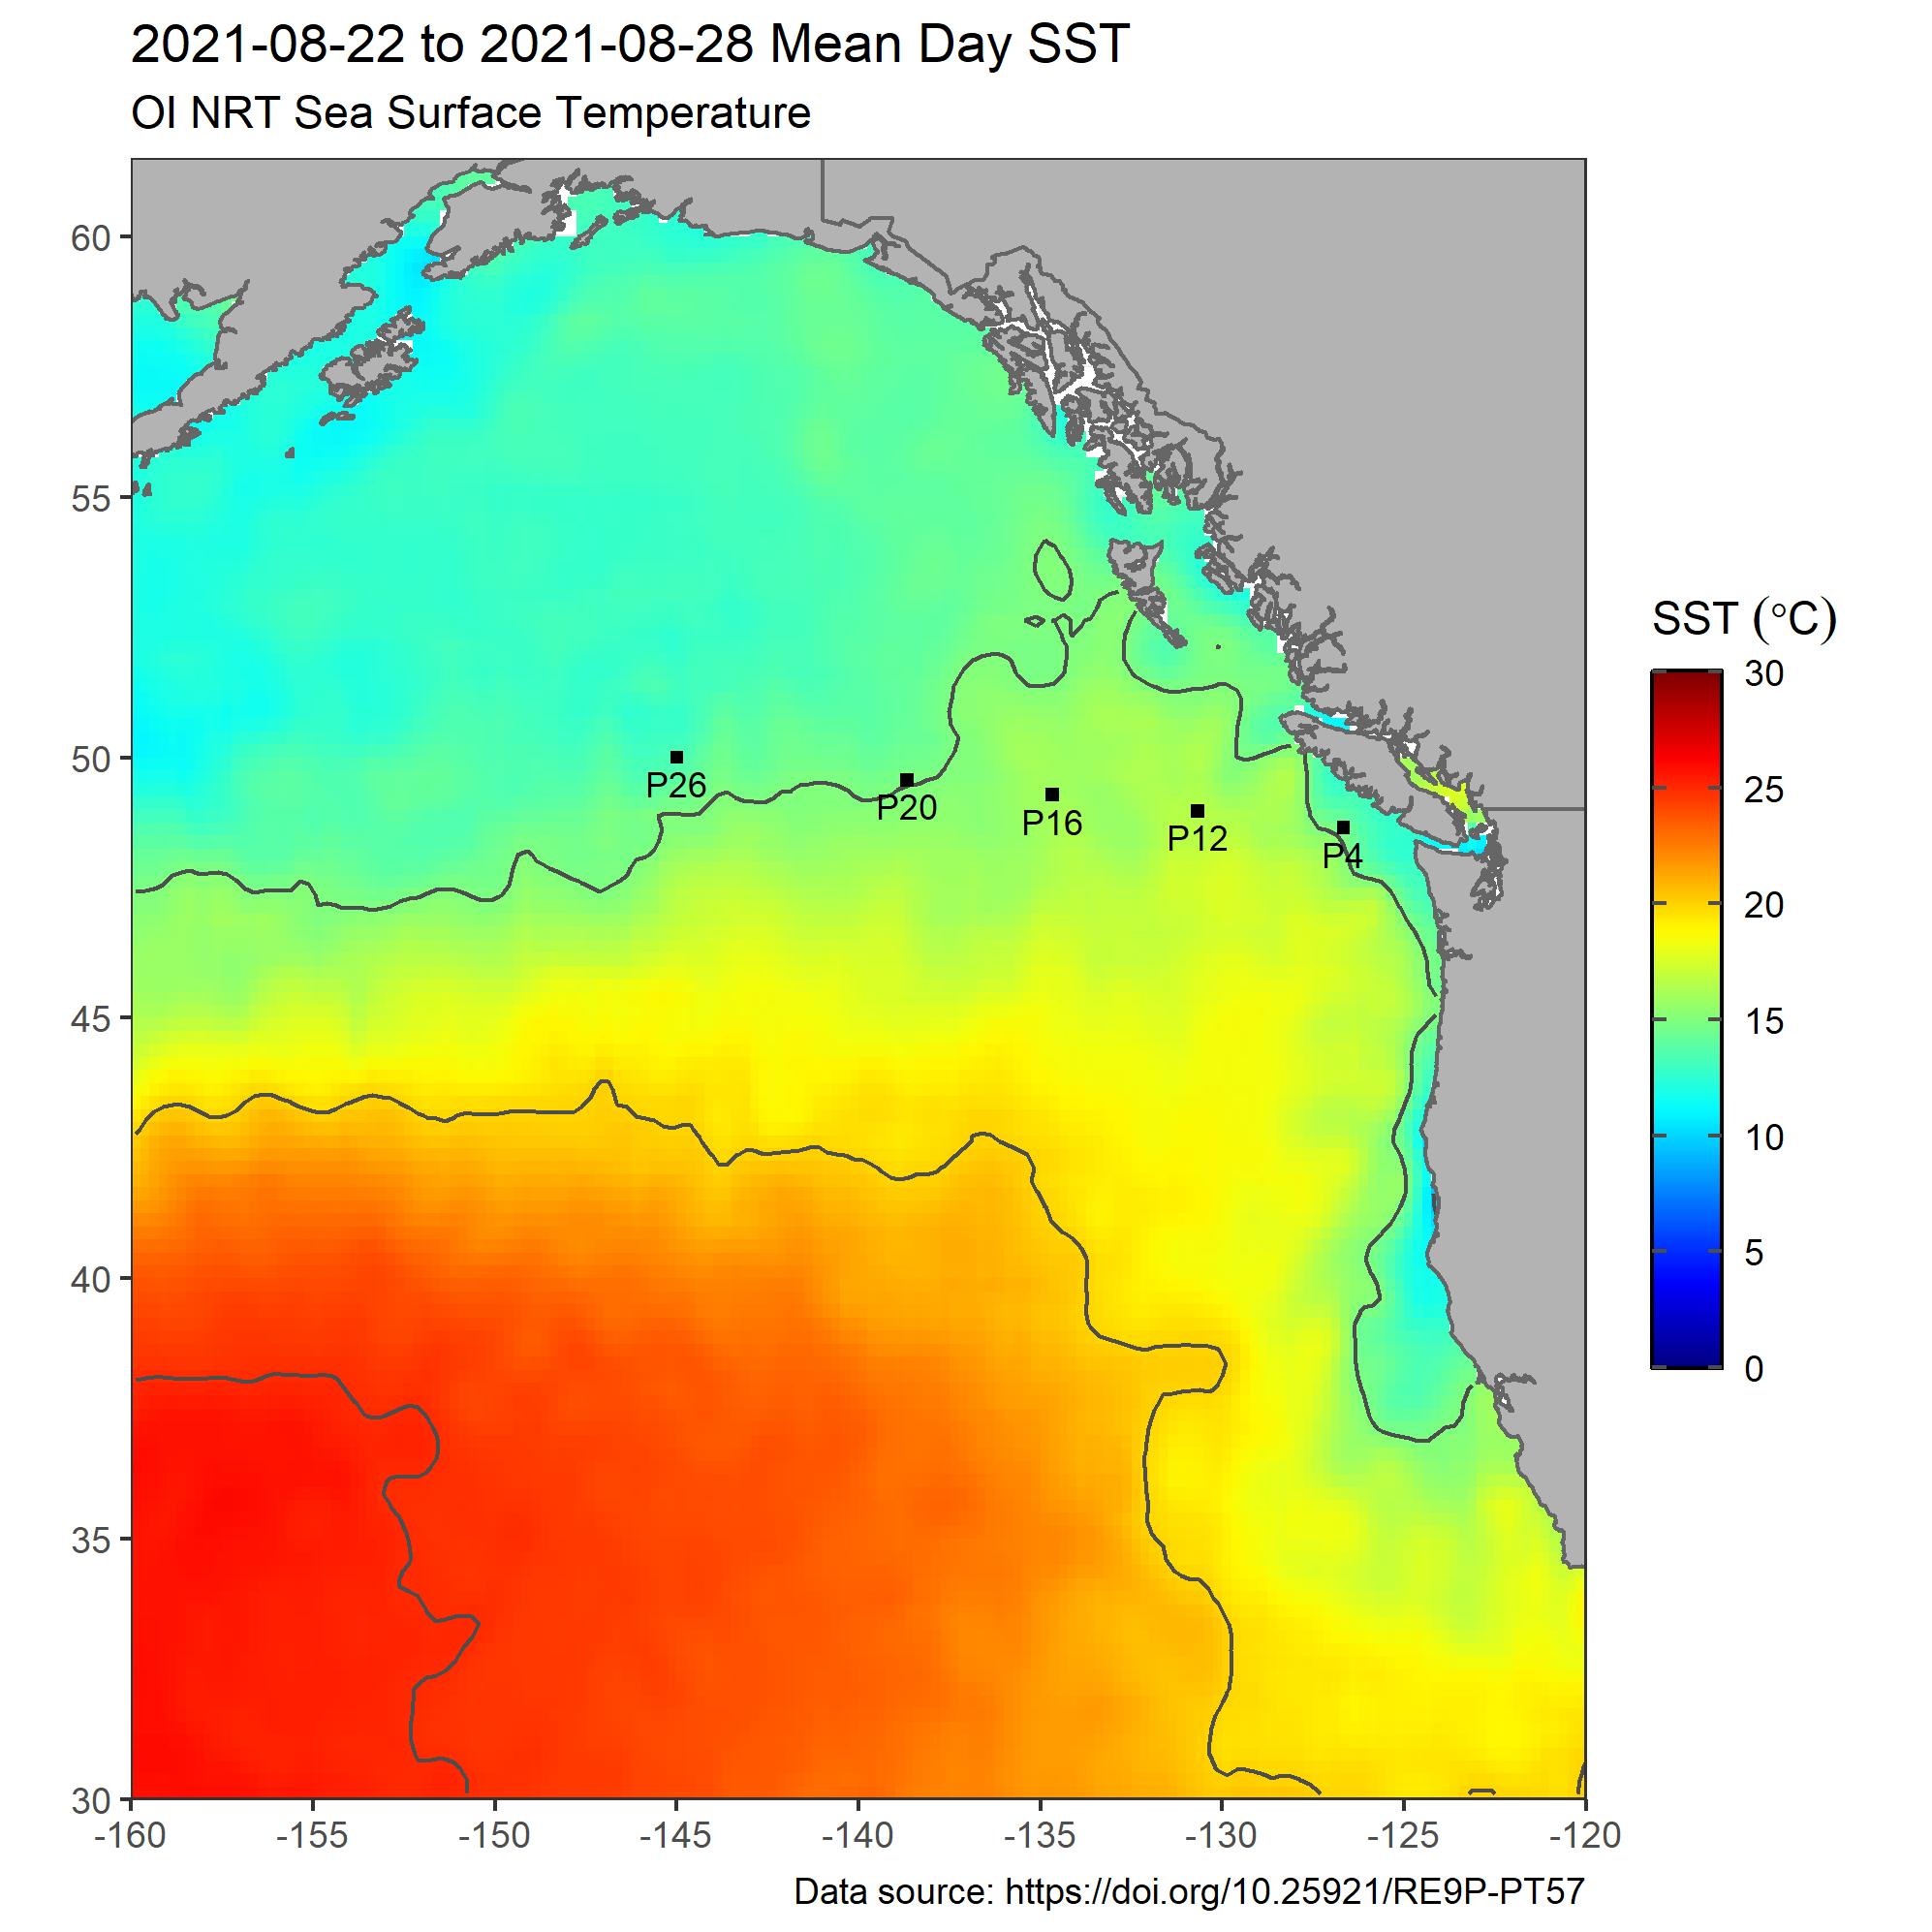 2021-08-22 to 2021-08-28 Mean Day SST
OI NRT Sea Surface Temperature
60
55
50
45
40
35
30
-160
-155
-150
-145
-140
-135
-130
-125
-120
P26
P20
P16
P12
P4
SST (°C)
30
25
20
15
10
5
0
Data source: https://doi.org/10.25921/RE9P-PT57